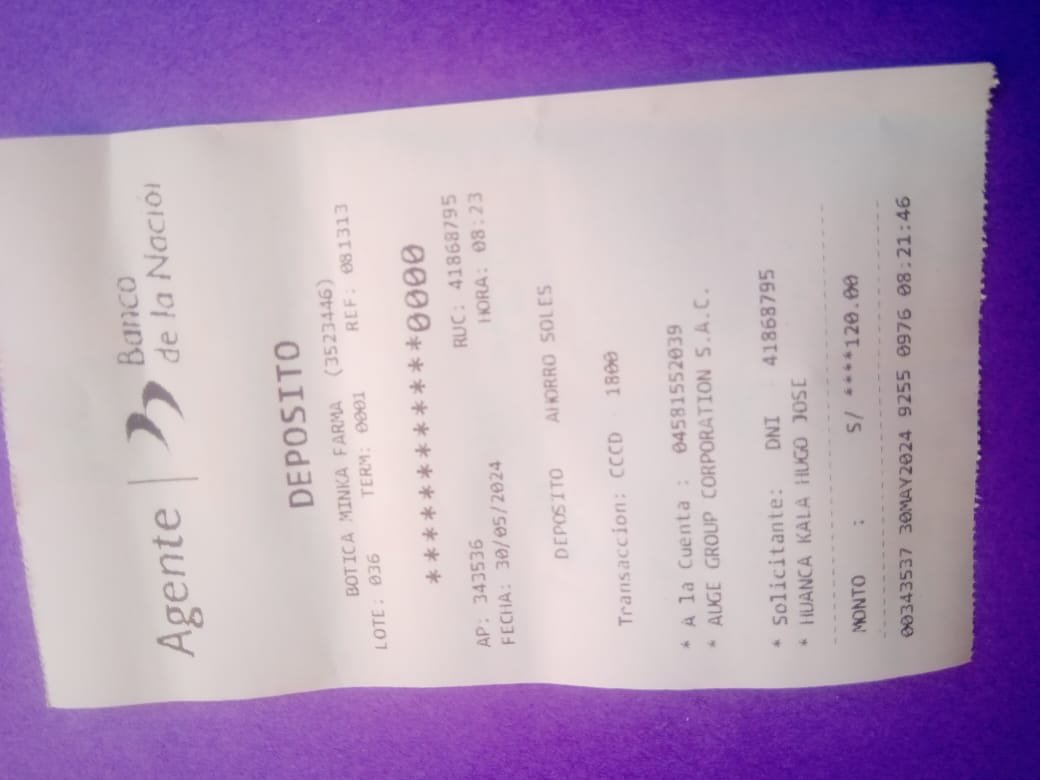 Agente | Banco
de la Nación
DEPOSITO
BOTICA MINKA FARMA (3523446)
LOTE: 036 TERM: 0001 REF: 081313
************0000
AP: 343536 RUC: 41868795
FECHA: 30/05/2024 HORA: 08:23
DEPOSITO AHORRO SOLES
Transaccion: CCCD 1800
* A la Cuenta : 04581552039
* AUGE GROUP CORPORATION S.A.C.
* Solicitante: DNI 41868795
* HUANCA KALA HUGO JOSE
MONTO : S/ ****120.00
00343537 30MAY2024 9255 0976 08:21:46